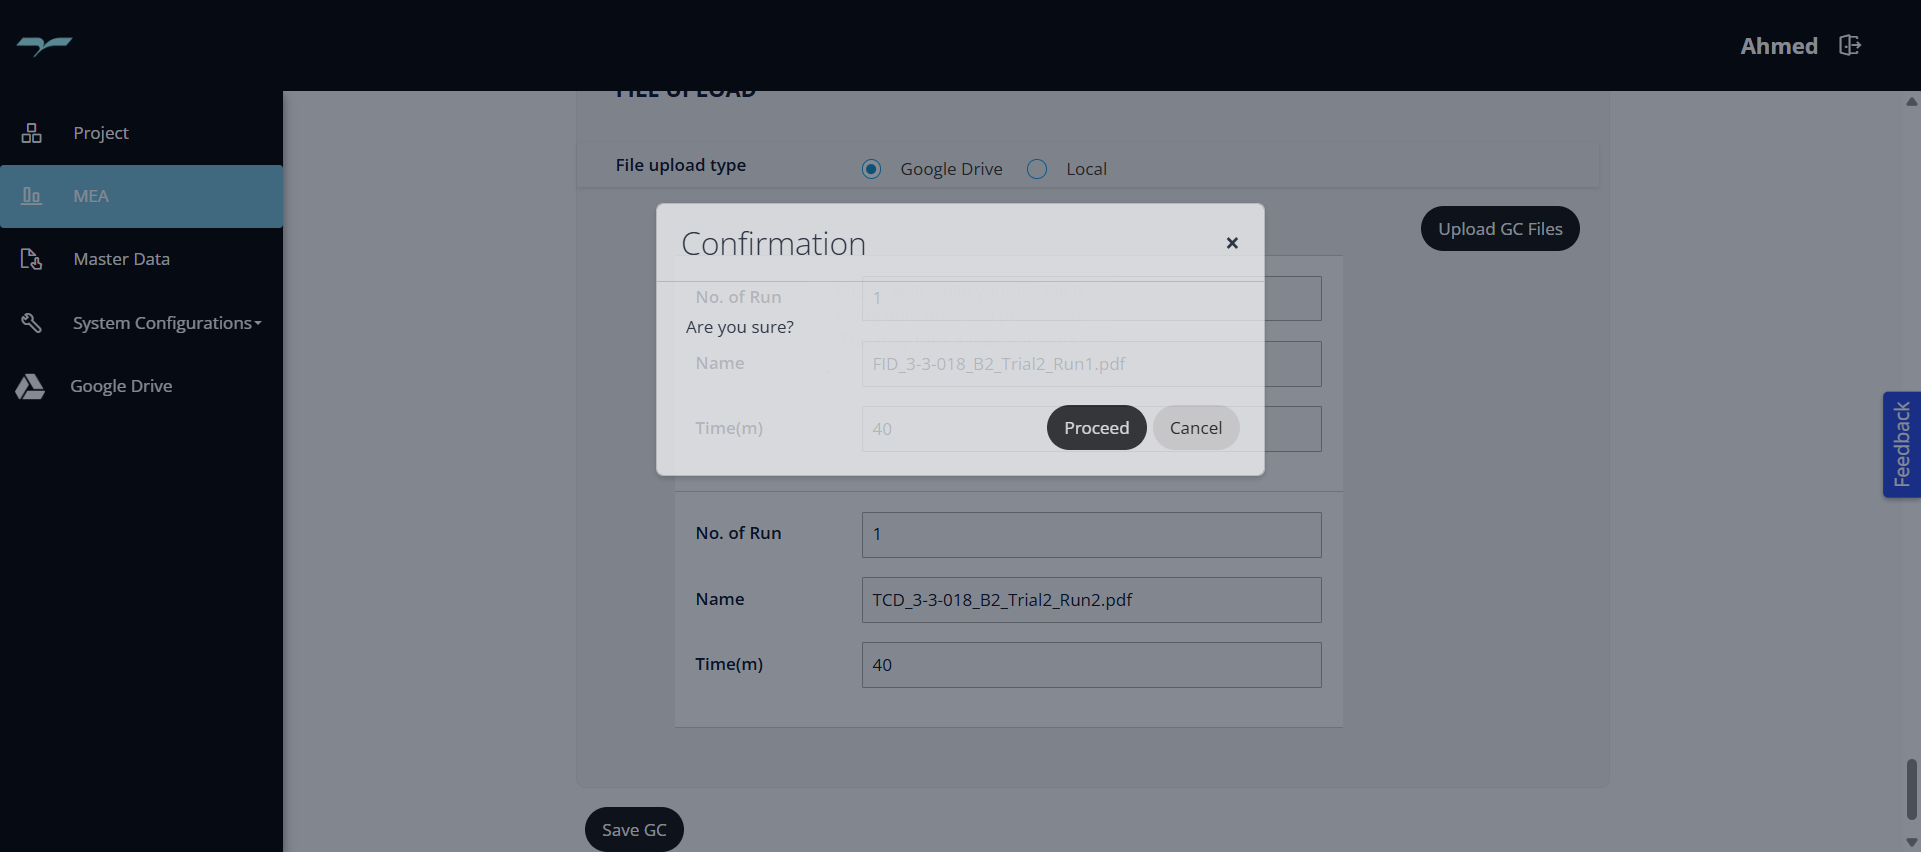 Ahmed
Project
MEA
Master Data
System Configurations
Google Drive
FILE UPLOAD
File upload type
Google Drive
Local
Upload GC Files
Confirmation
×
No. of Run
1
Are you sure?
Name
FID_3-3-018_B2_Trial2_Run1.pdf
Time(m)
40
Proceed
Cancel
No. of Run
1
Name
TCD_3-3-018_B2_Trial2_Run2.pdf
Time(m)
40
Save GC
Feedback